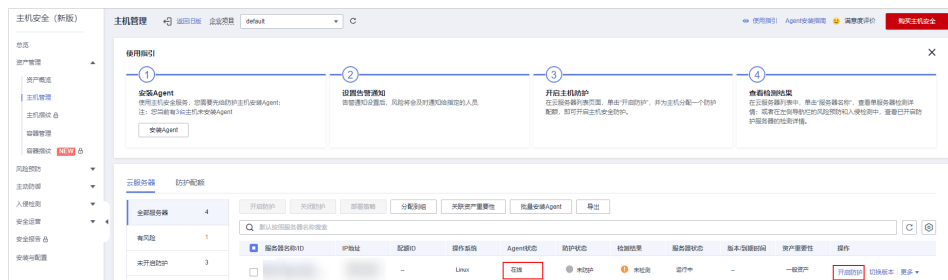 主机安全（新版）
总览
资产管理
资产概览
主机管理
主机指纹
容器管理
容器指纹 NEW
风险预防
主动防御
入侵检测
安全运营
安全报告
安装与配置
主机管理 返回旧版 企业项目 default
使用指引 Agent安装指南 满意度评价 购买主机安全
使用指引
1 2 3 4
安装Agent
使用主机安全服务，您需要先给防护主机安装Agent;
注：您当前有3台主机未安装Agent
安装Agent
设置告警通知
告警通知设置后，风险将会及时通知给指定的人员.
开启主机防护
在云服务器列表页面，单击“开启防护”，并为主机分配一个防护
配额，即可开启主机安全防护。
查看检测结果
在云服务器列表中，单击“服务器名称”，查看单服务器检测详
情；或者在左侧导航栏的风险预防和入侵检测中，查看已开启防
护服务器的检测详情。
云服务器 防护配额
全部服务器 4
有风险 1
未开启防护 3
开启防护 关闭防护 部署策略 分配到组 关联资产重要性 批量安装Agent 导出
默认按照服务器名称搜索
服务器名称/ID IP地址 配额ID 操作系统 Agent状态 防护状态 检测结果 服务器状态 版本/到期时间 资产重要性 操作
-- Linux 在线 未防护 未检测 运行中 -- 一般资产 开启防护 切换版本 更多